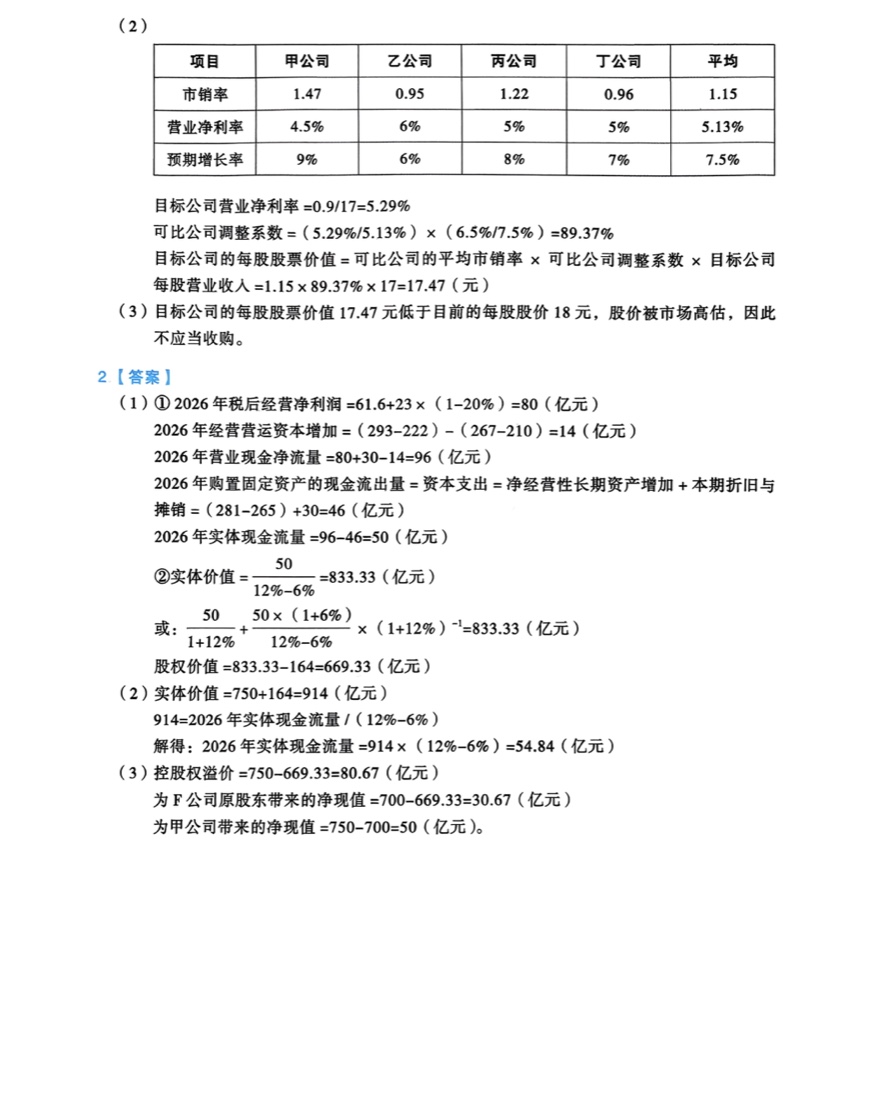 （2）
项目 甲公司 乙公司 丙公司 丁公司 平均
市销率 1.47 0.95 1.22 0.96 1.15
营业净利率 4.5% 6% 5% 5% 5.13%
预期增长率 9% 6% 8% 7% 7.5%
目标公司营业净利率 =0.9/17=5.29%
可比公司调整系数 =（5.29%/5.13%）×（6.5%/7.5%）=89.37%
目标公司的每股股票价值 = 可比公司的平均市销率 × 可比公司调整系数 × 目标公司
每股营业收入 =1.15×89.37%×17=17.47（元）
（3）目标公司的每股股票价值 17.47 元低于目前的每股股价 18 元，股价被市场高估，因此
不应当收购。
2.【答案】
（1）① 2026 年税后经营净利润 =61.6+23×（1-20%）=80（亿元）
2026 年经营营运资本增加 =（293-222）-（267-210）=14（亿元）
2026 年营业现金净流量 =80+30-14=96（亿元）
2026 年购置固定资产的现金流出量 = 资本支出 = 净经营性长期资产增加 + 本期折旧与
摊销 =（281-265）+30=46（亿元）
2026 年实体现金流量 =96-46=50（亿元）
②实体价值 = 50/(12%-6%) =833.33（亿元）
或：50/(1+12%) + 50×（1+6%）/(12%-6%) ×（1+12%）⁻¹=833.33（亿元）
股权价值 =833.33-164=669.33（亿元）
（2）实体价值 =750+164=914（亿元）
914=2026 年实体现金流量 /（12%-6%）
解得：2026 年实体现金流量 =914×（12%-6%）=54.84（亿元）
（3）控股权溢价 =750-669.33=80.67（亿元）
为 F 公司原股东带来的净现值 =700-669.33=30.67（亿元）
为甲公司带来的净现值 =750-700=50（亿元）。